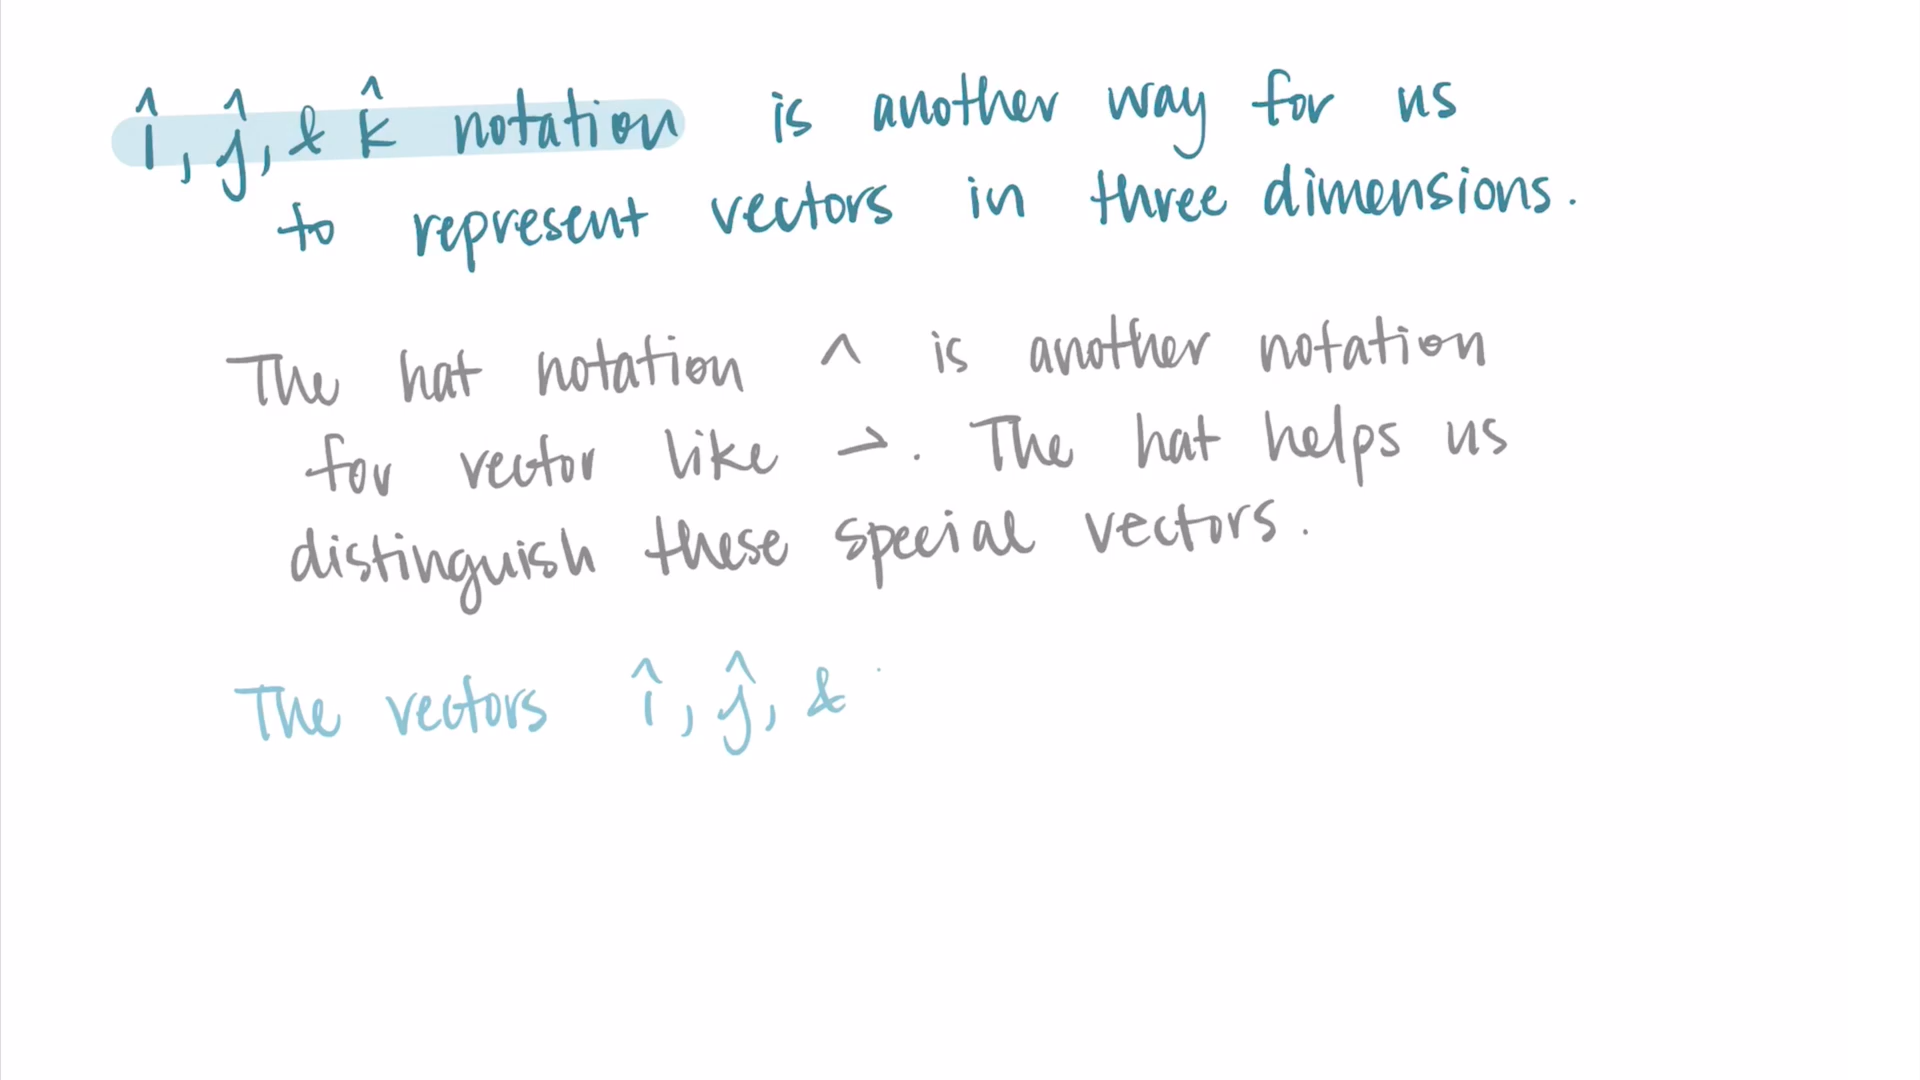 î, ĵ, & k̂ notation is another way for us
to represent vectors in three dimensions.
The hat notation ^ is another notation
for vector like ⇀. The hat helps us
distinguish these special vectors.
The vectors î, ĵ, &